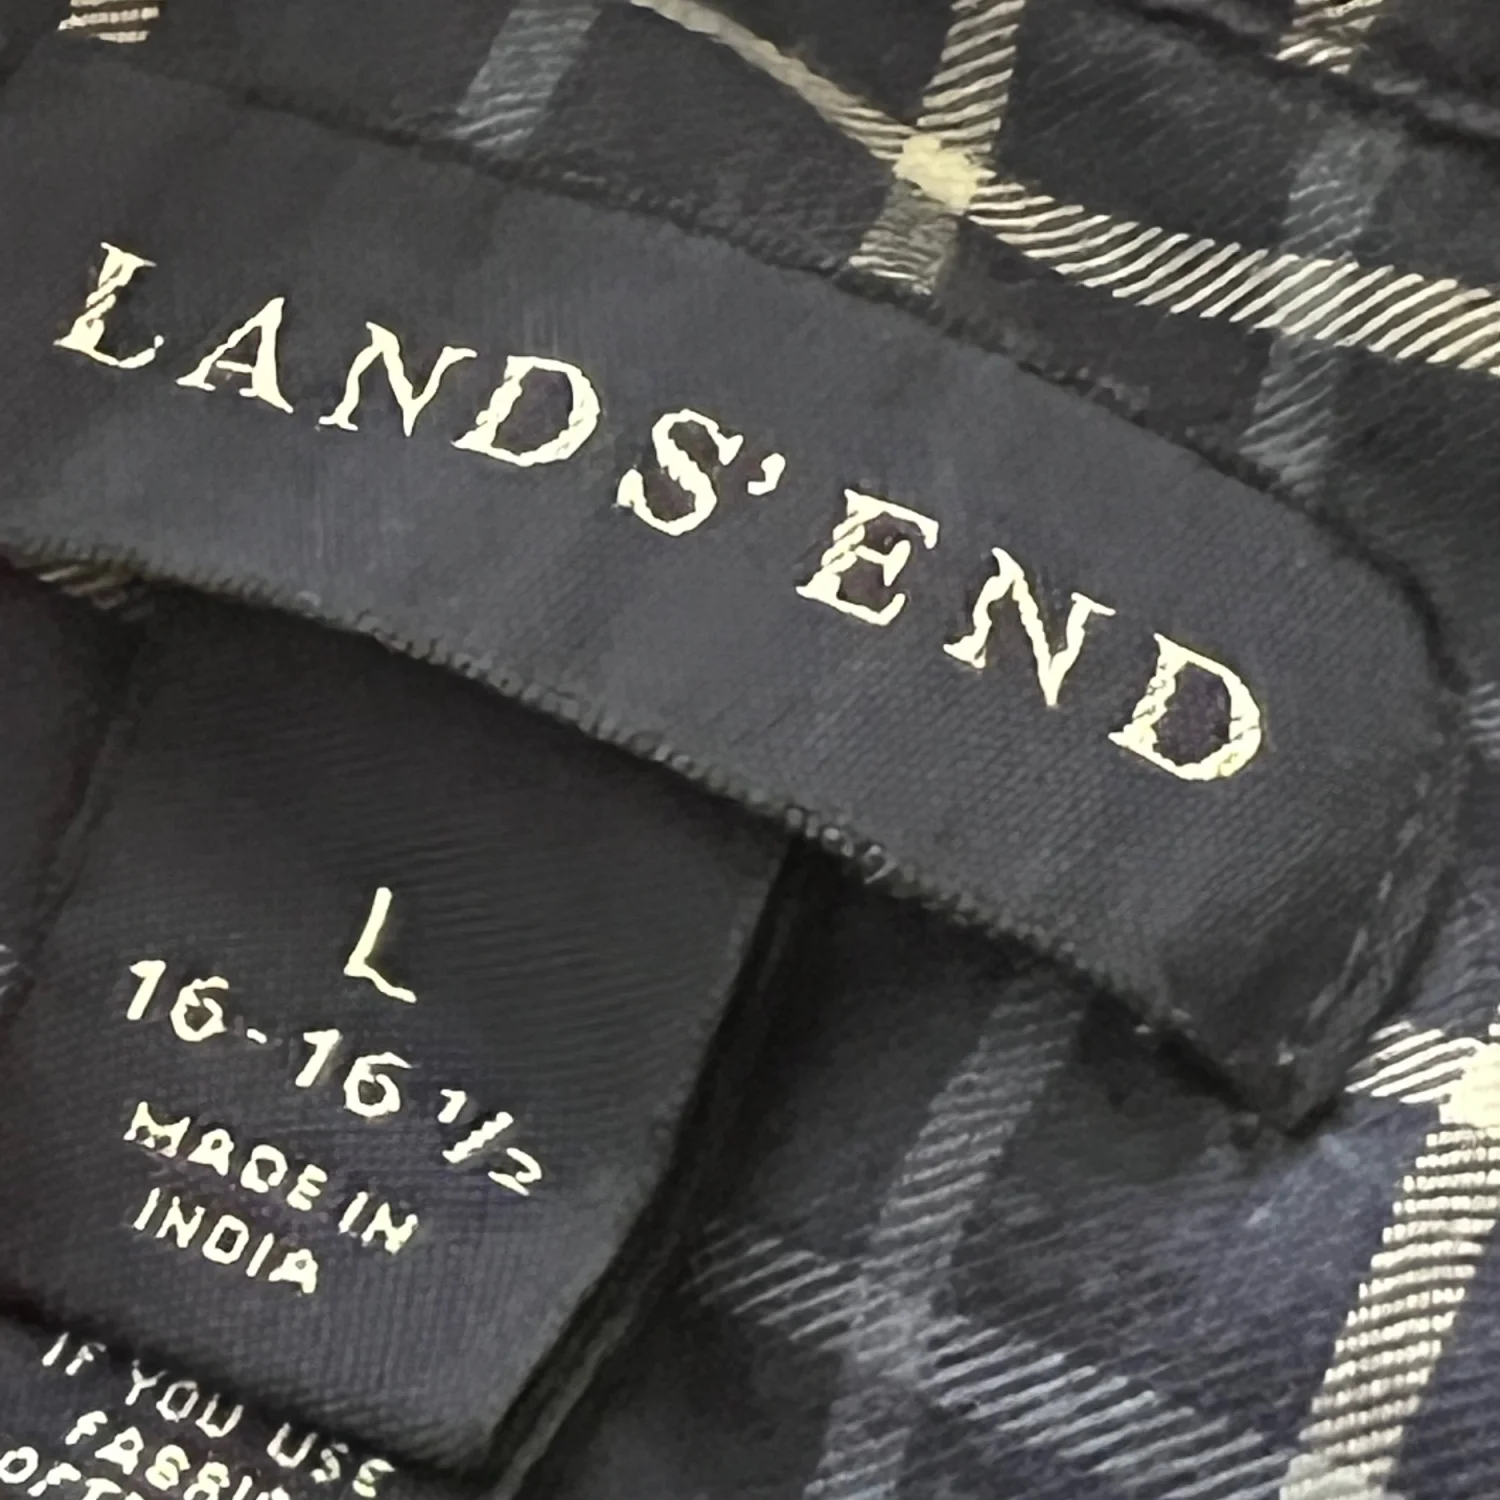 LANDS' END
L
16-16 1/2
MADE IN
INDIA
IF YOU USE